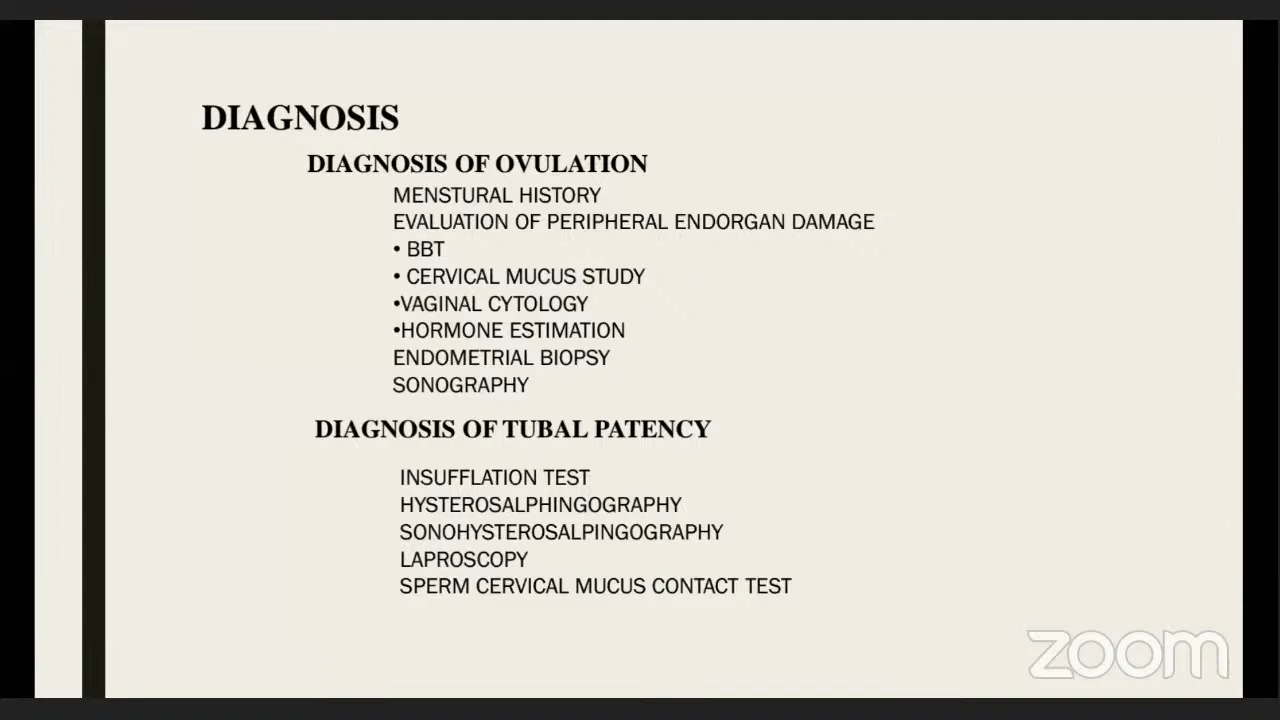 DIAGNOSIS
DIAGNOSIS OF OVULATION
MENSTURAL HISTORY
EVALUATION OF PERIPHERAL ENDORGAN DAMAGE
• BBT
• CERVICAL MUCUS STUDY
•VAGINAL CYTOLOGY
•HORMONE ESTIMATION
ENDOMETRIAL BIOPSY
SONOGRAPHY
DIAGNOSIS OF TUBAL PATENCY
INSUFFLATION TEST
HYSTEROSALPHINGOGRAPHY
SONOHYSTEROSALPINGOGRAPHY
LAPROSCOPY
SPERM CERVICAL MUCUS CONTACT TEST
zoom